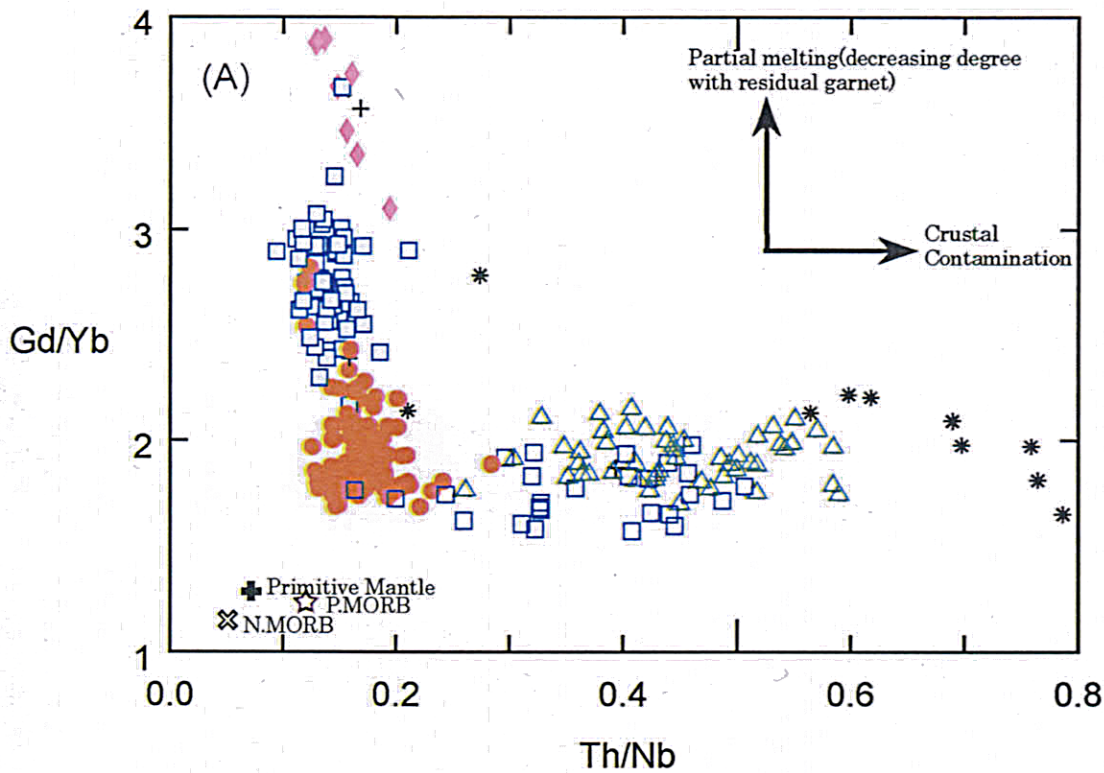 4
(A)
Partial melting(decreasing degree
with residual garnet)
3
Crustal
Contamination
Gd/Yb
2
Primitive Mantle
P.MORB
N.MORB
1
0.0 0.2 0.4 0.6 0.8
Th/Nb